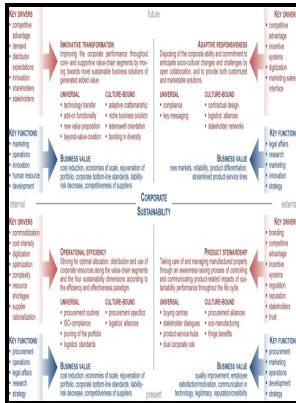 future
KEY DRIVERS
• competitive
advantage
• demand
• distributor
expectations
• innovation
• shareholders
• stakeholders
INNOVATIVE TRANSFORMATION
Improving the corporate performance throughout
core- and supportive value-chain segments by mov-
ing towards novel sustainable business solutions of
generated added value.
UNIVERSAL
• technology transfer
• add-on functionality
• new value proposition
• beyond-value-creation
CULTURE-BOUND
• adaptive craftsmanship
• niche business solution
• listenwell orientation
• bonding in diversity
KEY FUNCTIONS
• marketing
• operations
• innovation
• human resource
• development
BUSINESS VALUE
cost reduction, economies of scale, rejuvenation of
portfolio, corporate bottom-line standards, liability-
risk decrease, competitiveness of suppliers
ADAPTIVE RESPONSIVENESS
Disposing of the corporate ability and commitment to
anticipate socio-cultural changes and challenges by
open collaboration, and to provide both customized
and marketable solutions.
UNIVERSAL
• compliance
• key messaging
CULTURE-BOUND
• contractual design
• logistic alliances
• stakeholder networks
BUSINESS VALUE
new markets, reliability, product differentiation,
streamlined product-service lines
KEY DRIVERS
• competitive
advantage
• incentive
systems
• digitization
• marketing-sales
interface
KEY FUNCTIONS
• legal affairs
• research
• marketing
• innovation
• strategy
internal
CORPORATE
SUSTAINABILITY
external
KEY DRIVERS
• commoditization
• cost intensity
• digitization
• optimization
• complexity
• resource
shortages
• supplier
rationalization
OPERATIONAL EFFICIENCY
Striving for optimal allocation, distribution and use of
corporate resources along the value-chain segments
and the four sustainability dimensions according to
the efficiency and effectiveness paradigm.
UNIVERSAL
• procurement routines
• ISO-compliance
• pruning of the portfolio
• logistics' standards
CULTURE-BOUND
• procurement specifics
• logistics' alliances
KEY FUNCTIONS
• procurement
• operations
• legal affairs
• research
• strategy
BUSINESS VALUE
cost reduction, economies of scale, rejuvenation of
portfolio, corporate bottom-line standards, liability-
risk decrease, competitiveness of suppliers
PRODUCT STEWARDSHIP
Taking care of and managing manufactured property
through an awareness-raising process of controlling
and communicating product-related impacts of sus-
tainability performance throughout the life cycle.
UNIVERSAL
• buying centres
• stakeholder dialogues
• product-service-hubs
• dual corporate role
CULTURE-BOUND
• procurement alliances
• eco-manufacturing
• things benefits
BUSINESS VALUE
quality improvement, employee
satisfaction/motivation, communication in
technology, legitimacy, reputation/credibility
KEY DRIVERS
• branding
• competitive
advantage
• incentive
systems
• regulation
• reputation
• stakeholders
• trust
KEY FUNCTIONS
• procurement
• marketing
• operations
• development
• strategy
present